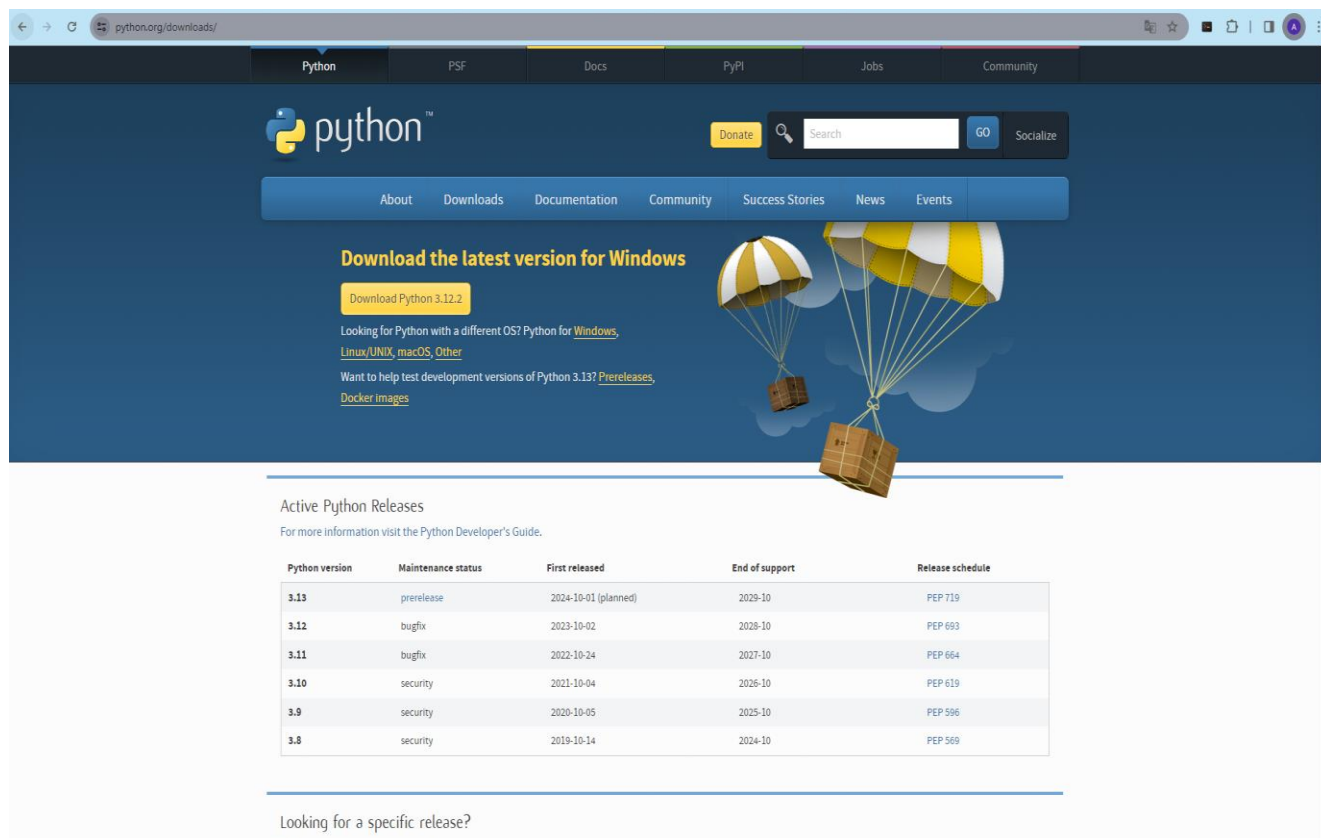 python.org/downloads/
A
Python PSF Docs PyPI Jobs Community
python™
Donate Search GO Socialize
About Downloads Documentation Community Success Stories News Events
Download the latest version for Windows
Download Python 3.12.2
Looking for Python with a different OS? Python for Windows,
Linux/UNIX, macOS, Other
Want to help test development versions of Python 3.13? Prereleases,
Docker images
Active Python Releases
For more information visit the Python Developer's Guide.
Python version Maintenance status First released End of support Release schedule
3.13 prerelease 2024-10-01 (planned) 2029-10 PEP 719
3.12 bugfix 2023-10-02 2028-10 PEP 693
3.11 bugfix 2022-10-24 2027-10 PEP 664
3.10 security 2021-10-04 2026-10 PEP 619
3.9 security 2020-10-05 2025-10 PEP 596
3.8 security 2019-10-14 2024-10 PEP 569
Looking for a specific release?